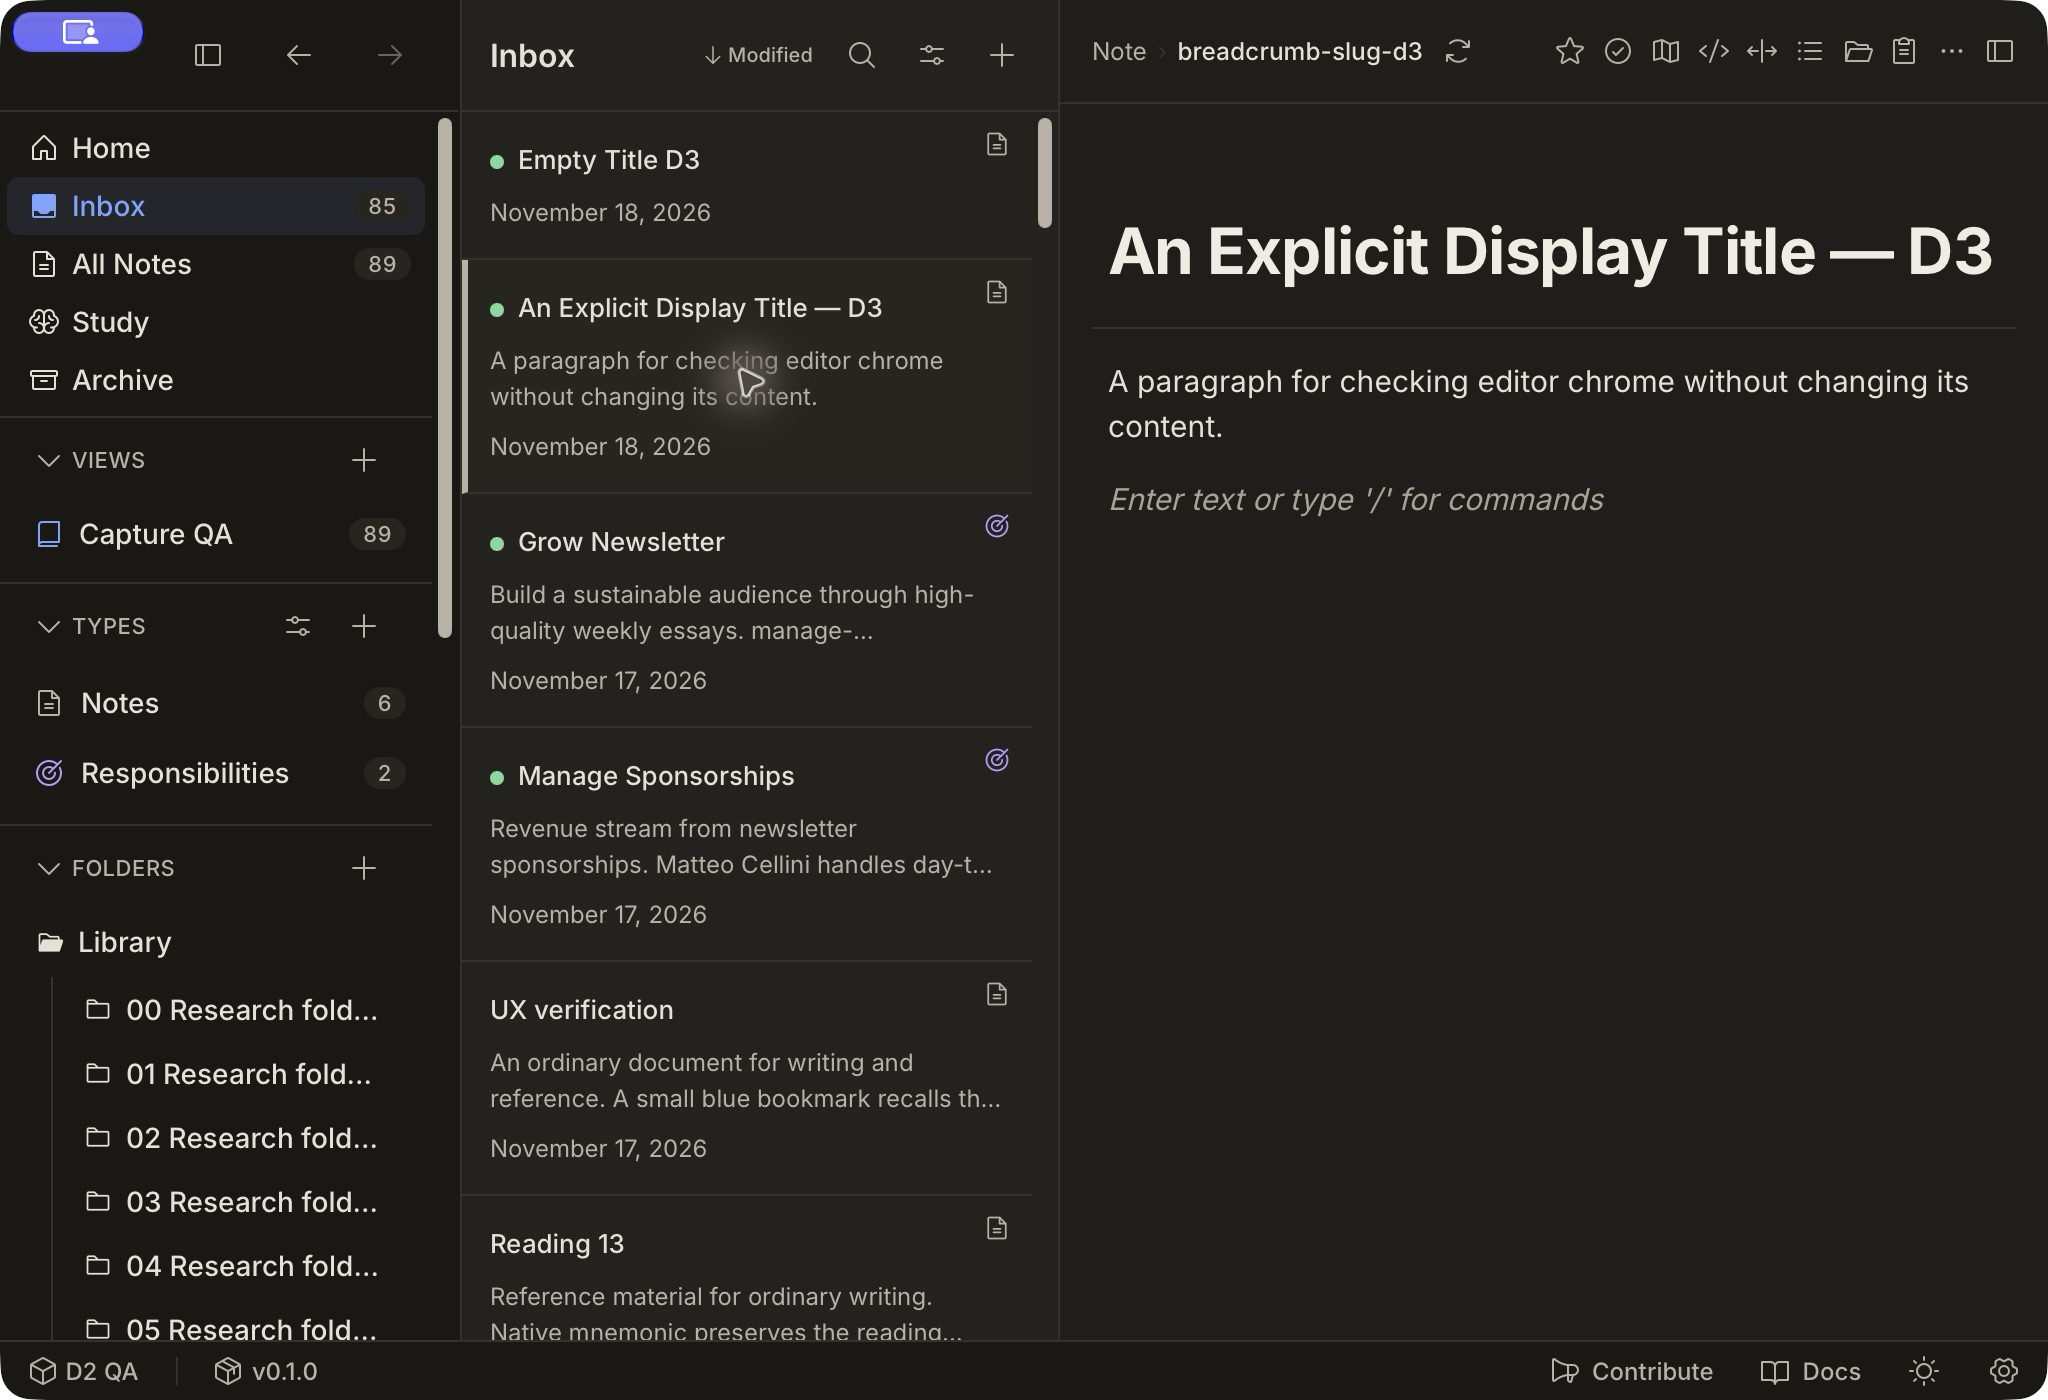 Inbox
Modified
Note
breadcrumb-slug-d3
Home
Inbox
85
All Notes
89
Study
Archive
VIEWS
Capture QA
89
TYPES
Notes
6
Responsibilities
2
FOLDERS
Library
00 Research fold...
01 Research fold...
02 Research fold...
03 Research fold...
04 Research fold...
05 Research fold...
Empty Title D3
November 18, 2026
An Explicit Display Title — D3
A paragraph for checking editor chrome
without changing its content.
November 18, 2026
Grow Newsletter
Build a sustainable audience through high-
quality weekly essays. manage-...
November 17, 2026
Manage Sponsorships
Revenue stream from newsletter
sponsorships. Matteo Cellini handles day-t...
November 17, 2026
UX verification
An ordinary document for writing and
reference. A small blue bookmark recalls th...
November 17, 2026
Reading 13
Reference material for ordinary writing.
Native mnemonic preserves the reading...
An Explicit Display Title — D3
A paragraph for checking editor chrome without changing its
content.
Enter text or type '/' for commands
D2 QA
v0.1.0
Contribute
Docs